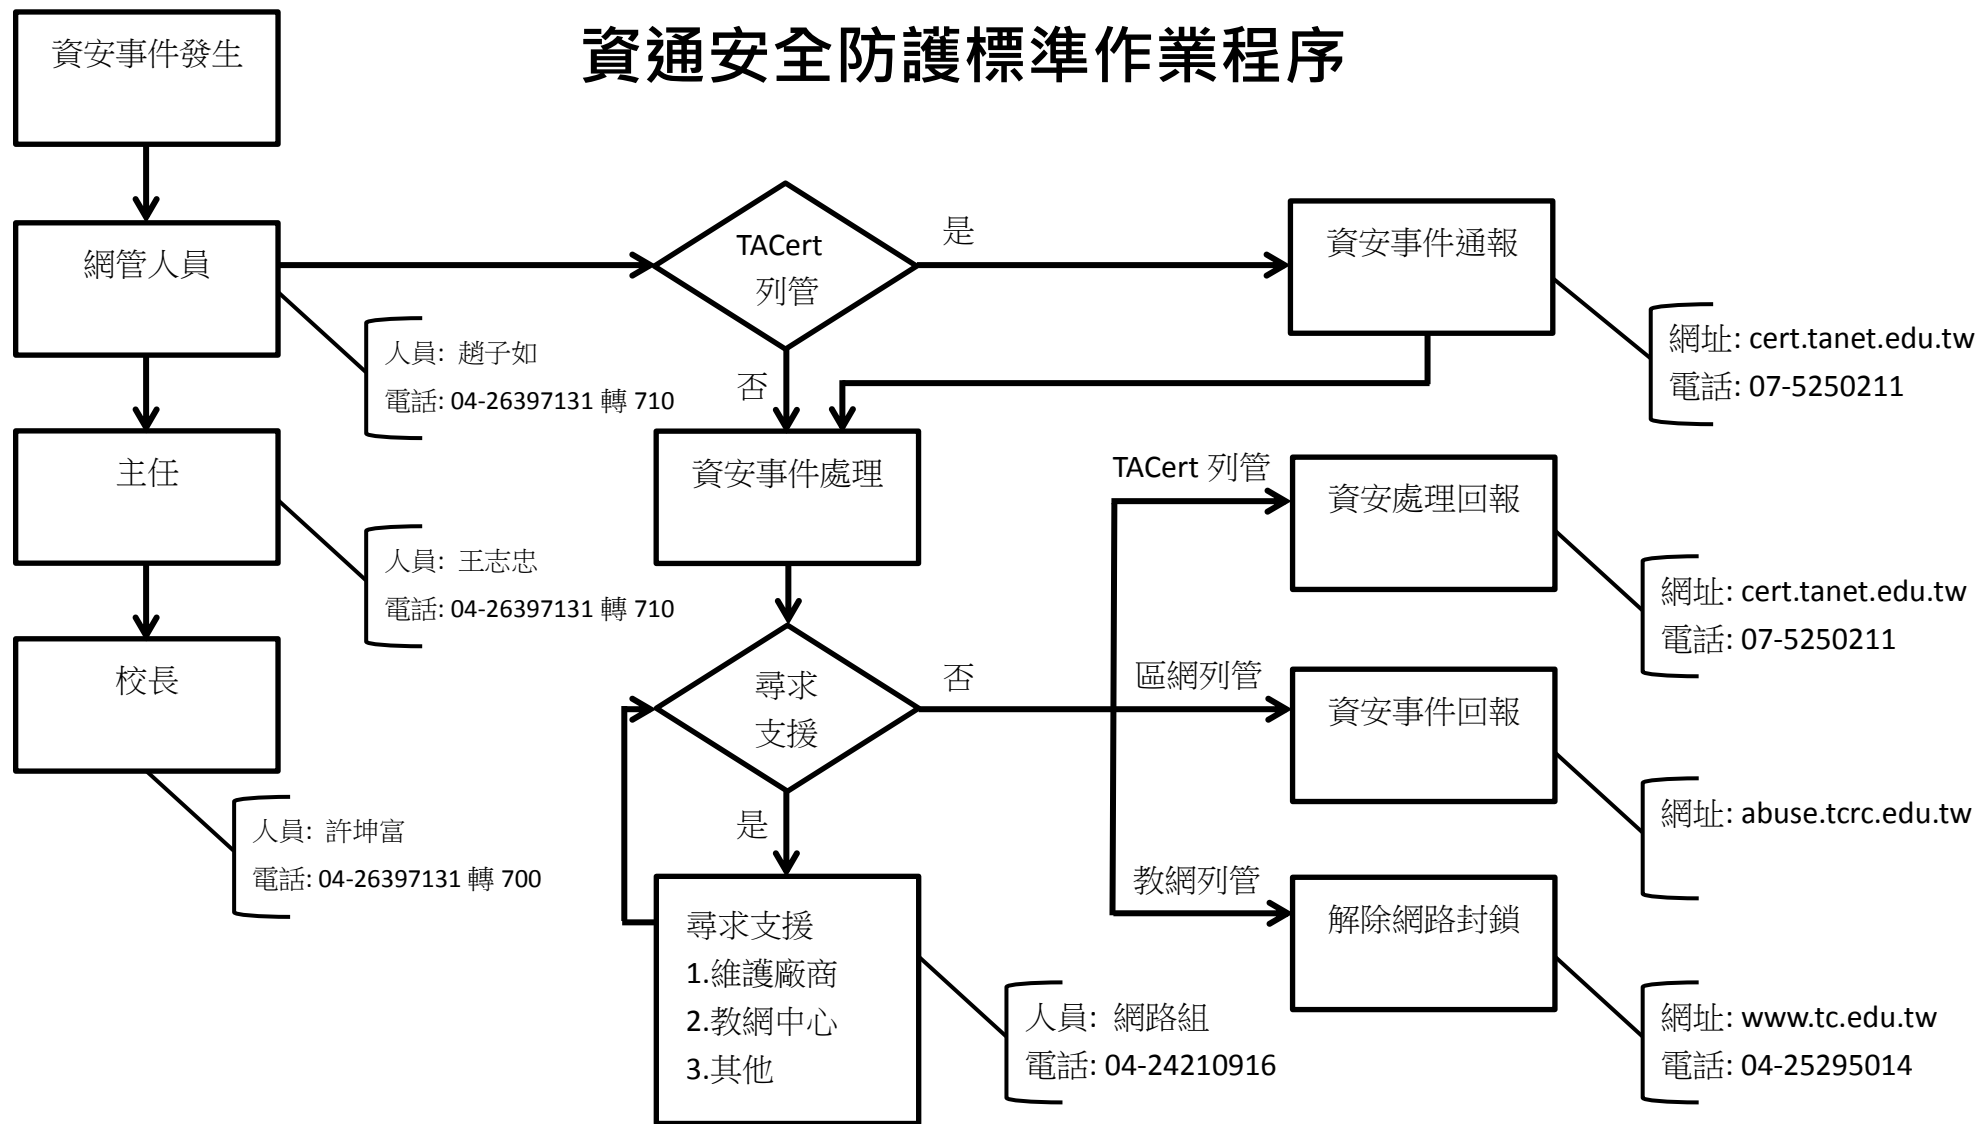 資通安全防護標準作業程序
資安事件發生
網管人員
人員: 趙子如
電話: 04-26397131 轉 710
主任
人員: 王志忠
電話: 04-26397131 轉 710
校長
人員: 許坤富
電話: 04-26397131 轉 700
TACert
列管
是
否
資安事件通報
網址: cert.tanet.edu.tw
電話: 07-5250211
資安事件處理
尋求
支援
否
是
尋求支援
1.維護廠商
2.教網中心
3.其他
人員: 網路組
電話: 04-24210916
TACert 列管
資安處理回報
網址: cert.tanet.edu.tw
電話: 07-5250211
區網列管
資安事件回報
網址: abuse.tcrc.edu.tw
教網列管
解除網路封鎖
網址: www.tc.edu.tw
電話: 04-25295014